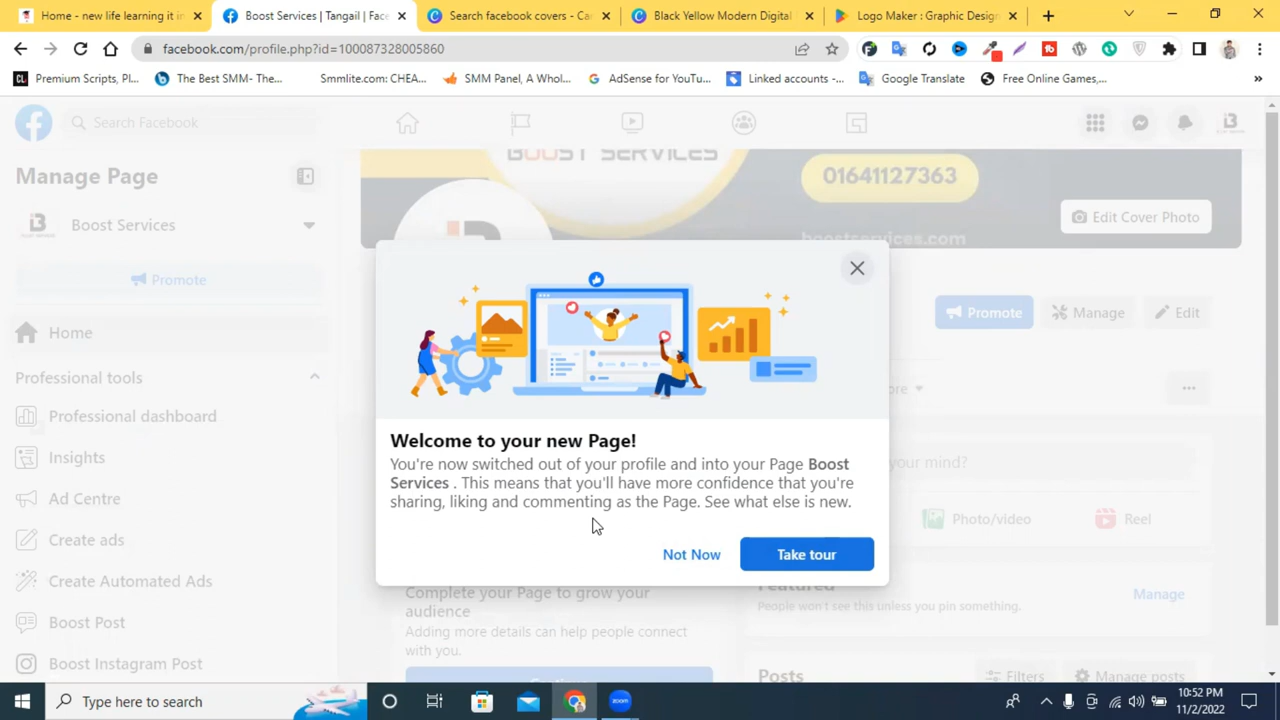 Home - new life learning it in
Boost Services | Tangail | Face
Search facebook covers - Can
Black Yellow Modern Digital
Logo Maker : Graphic Design
facebook.com/profile.php?id=100087328005860
Premium Scripts, Pl...
The Best SMM- The...
Smmlite.com: CHEA...
SMM Panel, A Whol...
AdSense for YouTu...
Linked accounts -...
Google Translate
Free Online Games,...
Search Facebook
Manage Page
Boost Services
Promote
Home
Professional tools
Professional dashboard
Insights
Ad Centre
Create ads
Create Automated Ads
Boost Post
Boost Instagram Post
BOOST SERVICES
01641127363
Edit Cover Photo
boostservices.com
Promote
Manage
Edit
Welcome to your new Page!
You're now switched out of your profile and into your Page Boost
Services . This means that you'll have more confidence that you're
sharing, liking and commenting as the Page. See what else is new.
Not Now
Take tour
your mind?
Photo/video
Reel
Complete your Page to grow your
audience
Adding more details can help people connect
with you.
Featured
Manage
People won't see this unless you pin something.
Posts
Filters
Manage posts
Type here to search
zoom
10:52 PM
11/2/2022